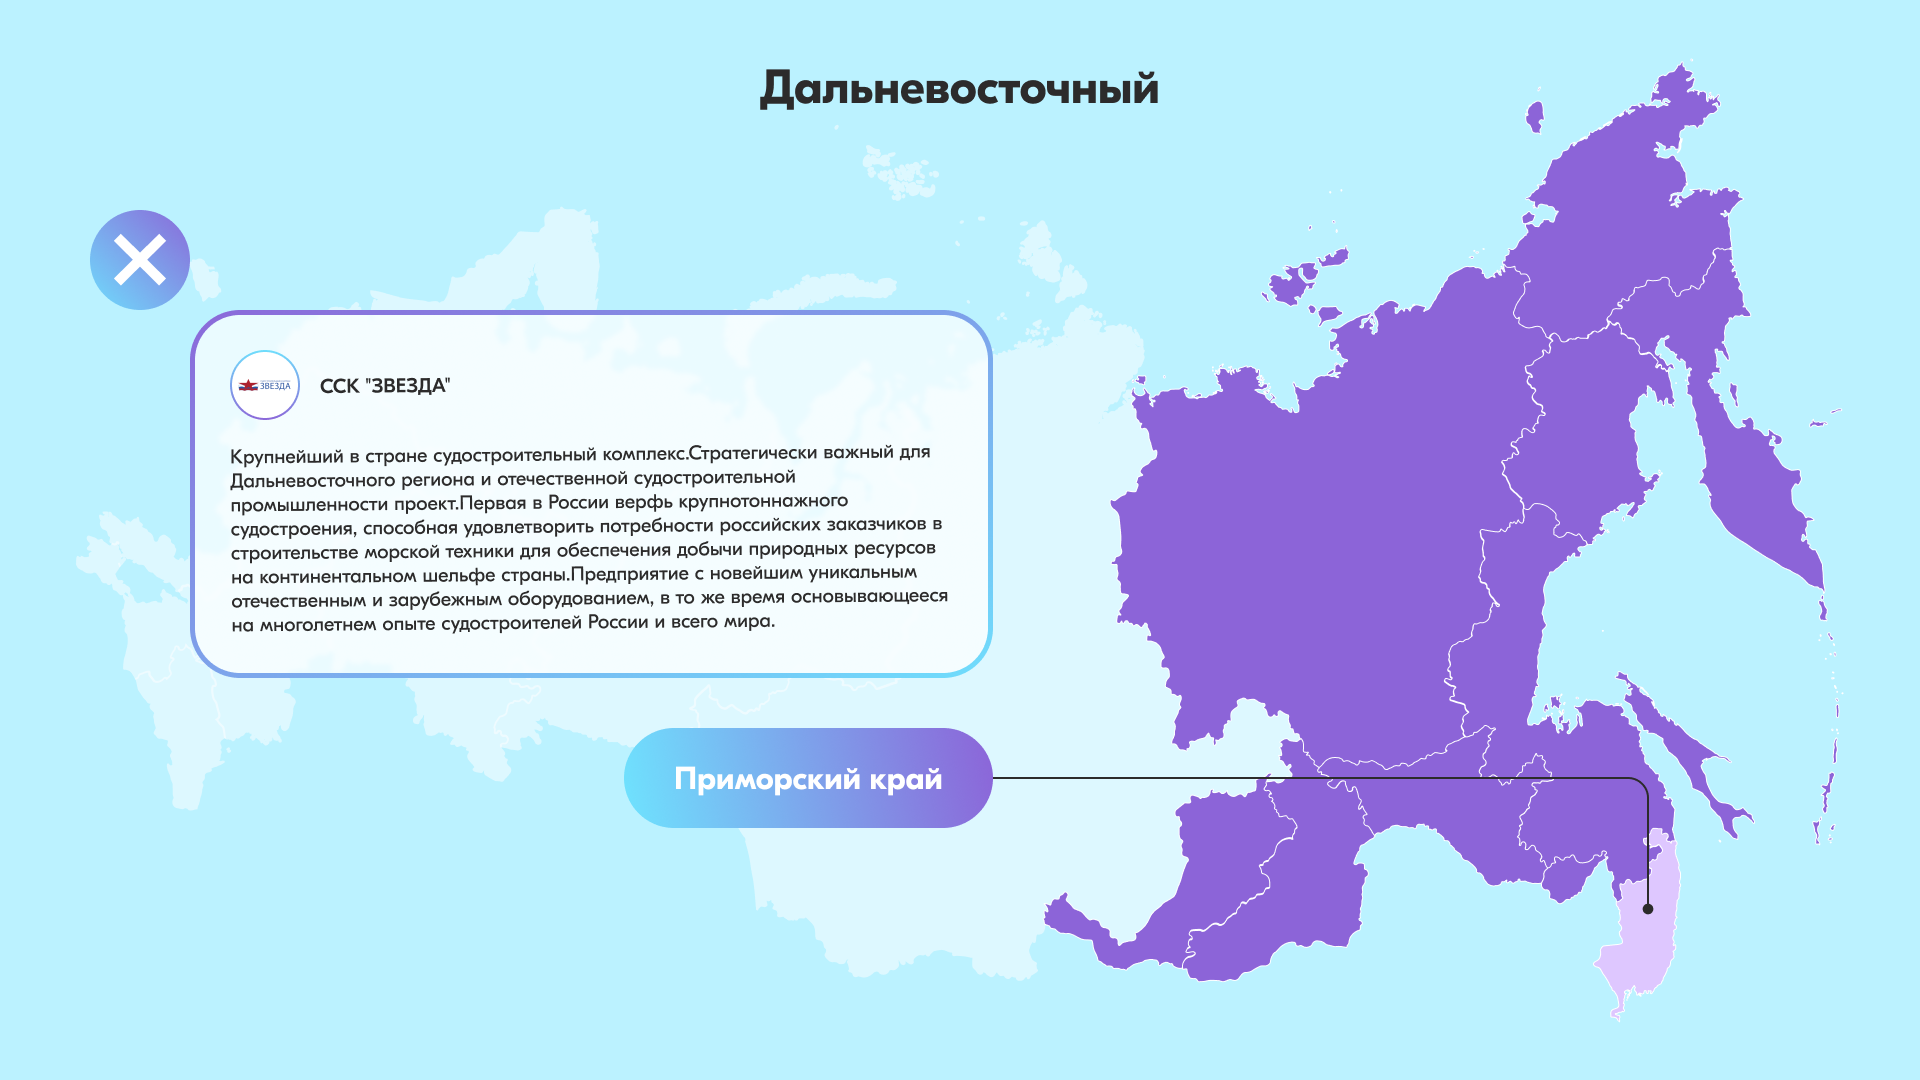 Дальневосточный
ЗВЕЗДА
ССК "ЗВЕЗДА"
Крупнейший в стране судостроительный комплекс.Стратегически важный для
Дальневосточного региона и отечественной судостроительной
промышленности проект.Первая в России верфь крупнотоннажного
судостроения, способная удовлетворить потребности российских заказчиков в
строительстве морской техники для обеспечения добычи природных ресурсов
на континентальном шельфе страны.Предприятие с новейшим уникальным
отечественным и зарубежным оборудованием, в то же время основывающееся
на многолетнем опыте судостроителей России и всего мира.
Приморский край